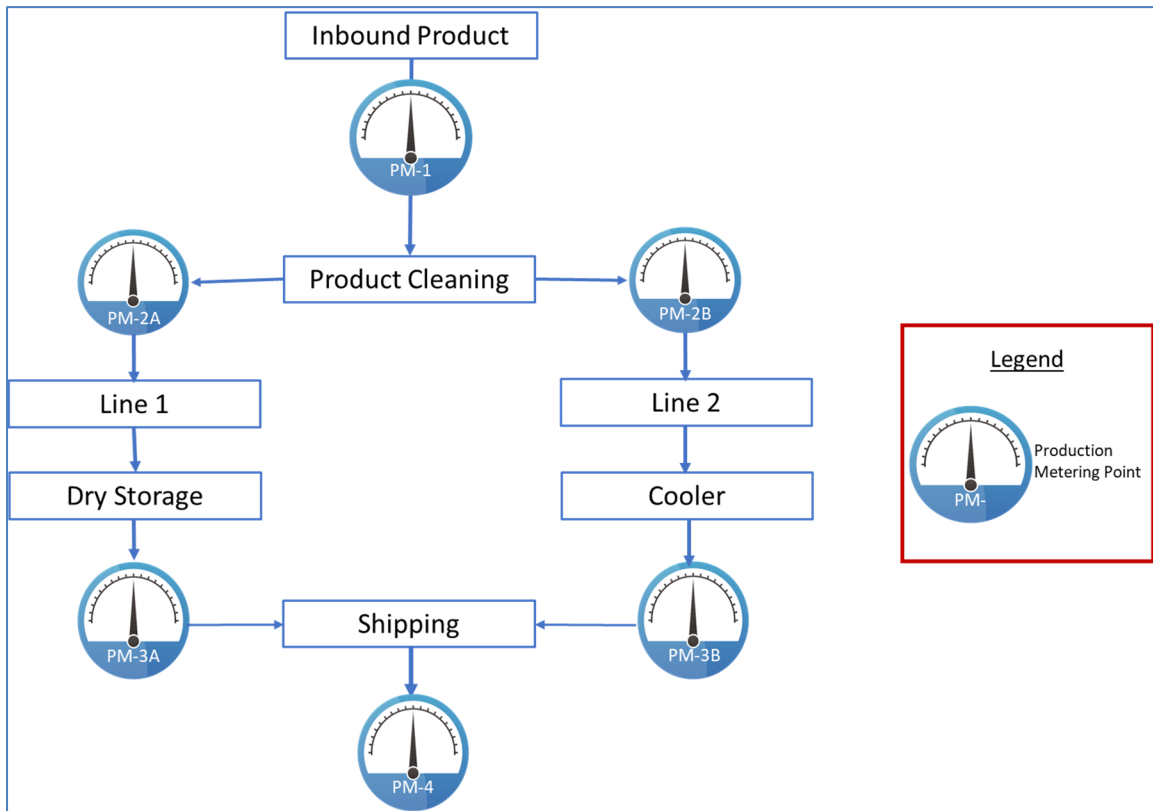 Inbound Product
PM-1
Product Cleaning
PM-2A
PM-2B
Line 1
Line 2
Dry Storage
Cooler
PM-3A
Shipping
PM-3B
PM-4
Legend
Production
Metering Point
PM-